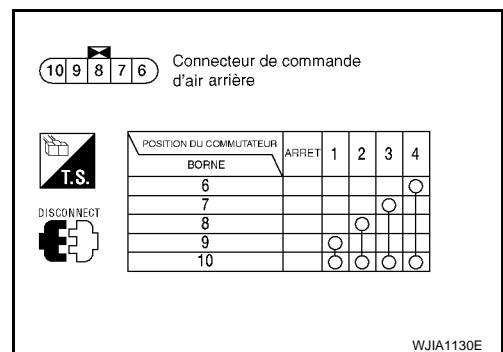 10 9 8 7 6
Connecteur de commande
d'air arrière
T.S.
DISCONNECT
POSITION DU COMMUTATEUR
BORNE
ARRET 1 2 3 4
6
7
8
9
10
WJIA1130E